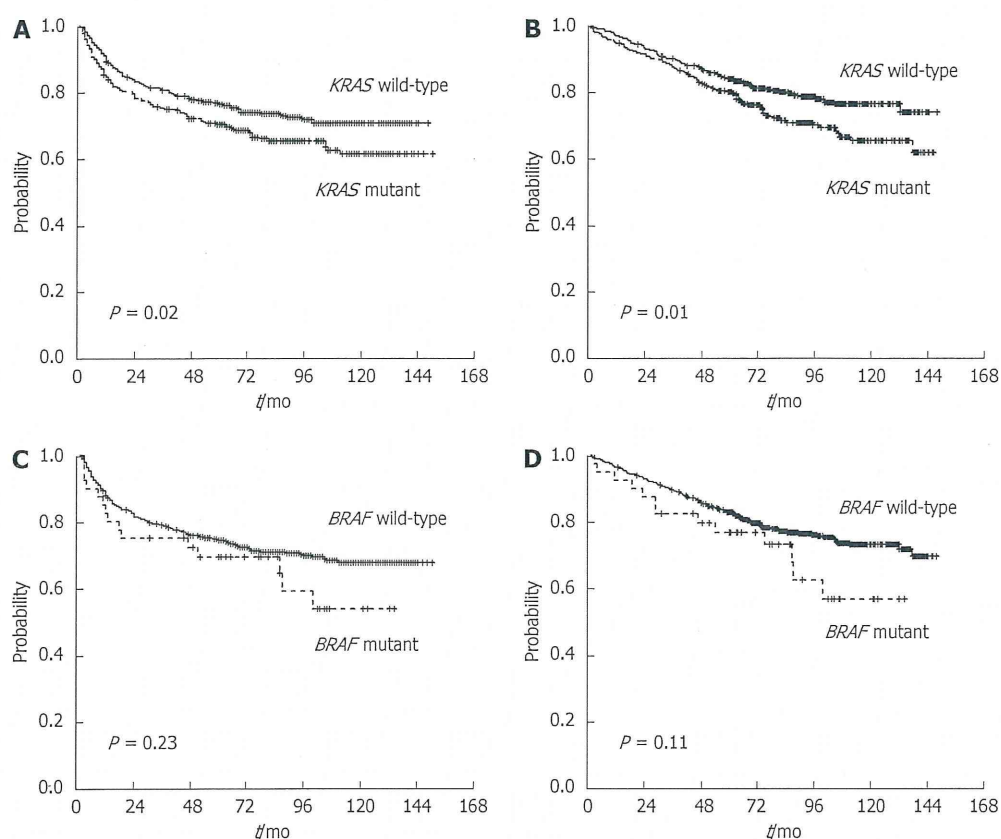 A
1.0
0.8
0.6
0.4
0.2
0.0
Probability
KRAS wild-type
KRAS mutant
P = 0.02
0 24 48 72 96 120 144 168
t/mo
B
1.0
0.8
0.6
0.4
0.2
0.0
Probability
KRAS wild-type
KRAS mutant
P = 0.01
0 24 48 72 96 120 144 168
t/mo
C
1.0
0.8
0.6
0.4
0.2
0.0
Probability
BRAF wild-type
BRAF mutant
P = 0.23
0 24 48 72 96 120 144 168
t/mo
D
1.0
0.8
0.6
0.4
0.2
0.0
Probability
BRAF wild-type
BRAF mutant
P = 0.11
0 24 48 72 96 120 144 168
t/mo